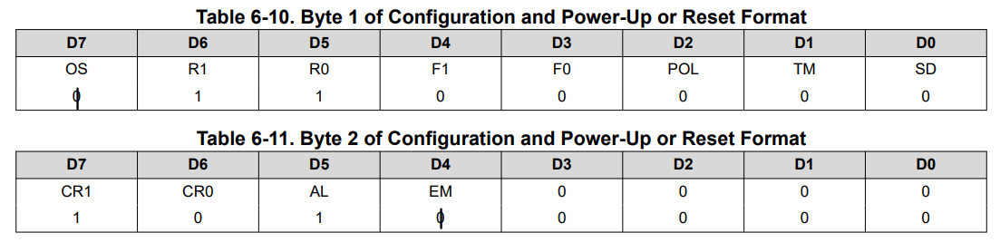 Table 6-10. Byte 1 of Configuration and Power-Up or Reset Format
D7 D6 D5 D4 D3 D2 D1 D0
OS R1 R0 F1 F0 POL TM SD
0 1 1 0 0 0 0 0
Table 6-11. Byte 2 of Configuration and Power-Up or Reset Format
D7 D6 D5 D4 D3 D2 D1 D0
CR1 CR0 AL EM 0 0 0 0
1 0 1 0 0 0 0 0